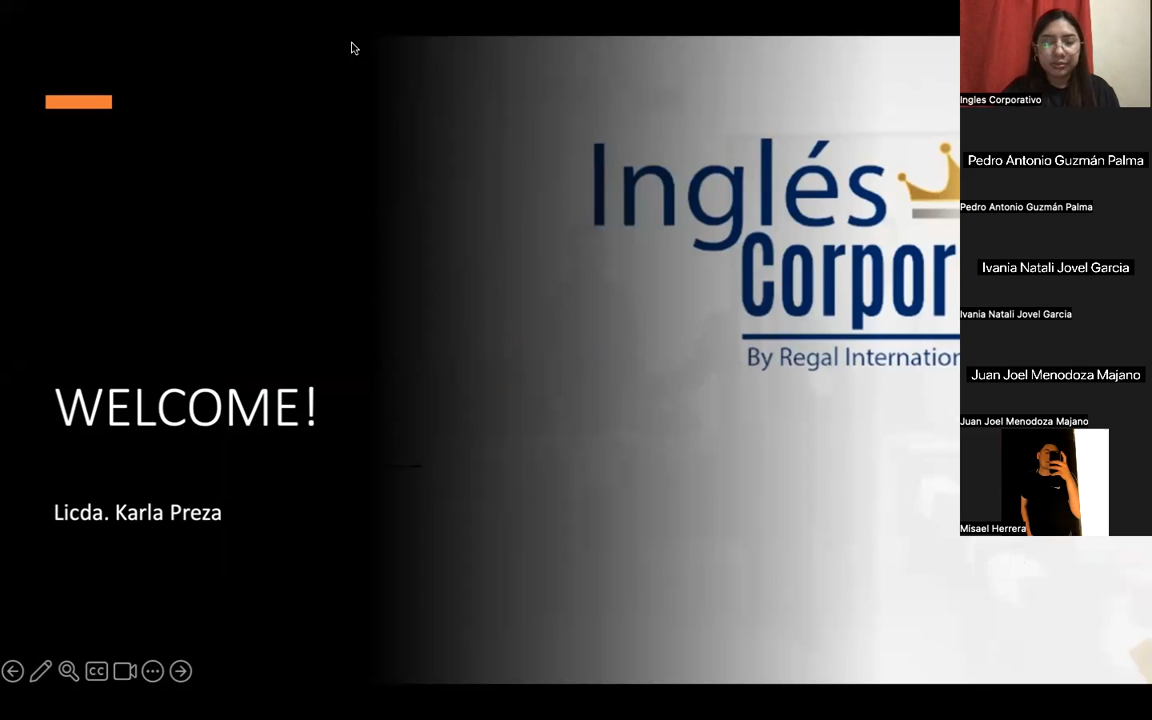 Inglés
Corpor
By Regal Internation
WELCOME!
Licda. Karla Preza
CC
Ingles Corporativo
Pedro Antonio Guzmán Palma
Pedro Antonio Guzmán Palma
Ivania Natali Jovel Garcia
Ivania Natali Jovel Garcia
Juan Joel Menodoza Majano
Juan Joel Menodoza Majano
Misael Herrera